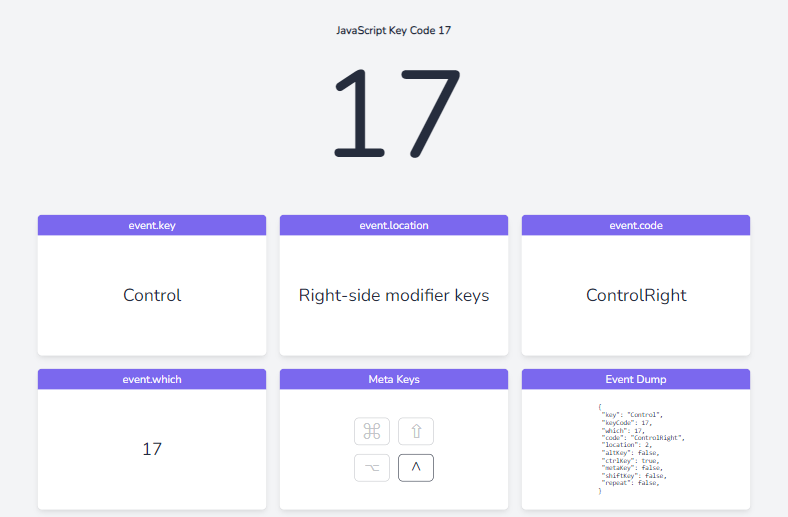 JavaScript Key Code 17
17
event.key
event.location
event.code
Control
Right-side modifier keys
ControlRight
event.which
Meta Keys
Event Dump
17
⌘ ⇧
⌥ ^
{
"key": "Control",
"keyCode": 17,
"which": 17,
"code": "ControlRight",
"location": 2,
"altKey": false,
"ctrlKey": true,
"metaKey": false,
"shiftKey": false,
"repeat": false,
}